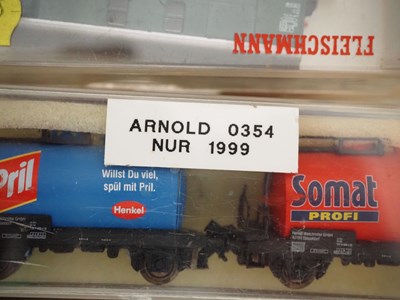 FLEISCHMANN
ARNOLD 0354
NUR 1999
Pril
Willst Du viel,
spül mit Pril.
Henkel
Somat
PROFI